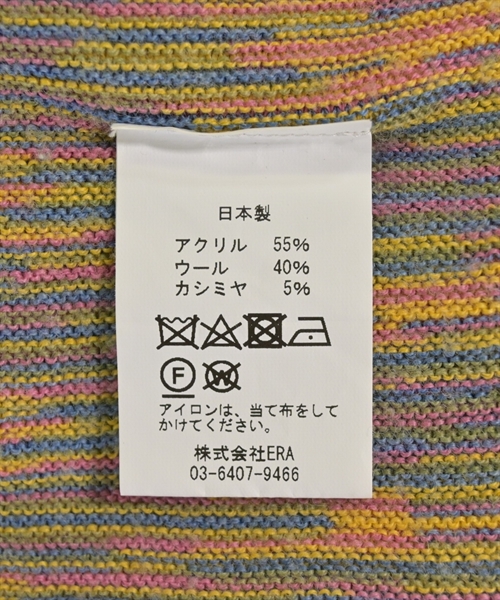 日本製
アクリル 55%
ウール 40%
カシミヤ 5%
F W
アイロンは、当て布をして
かけてください。
株式会社ERA
03-6407-9466